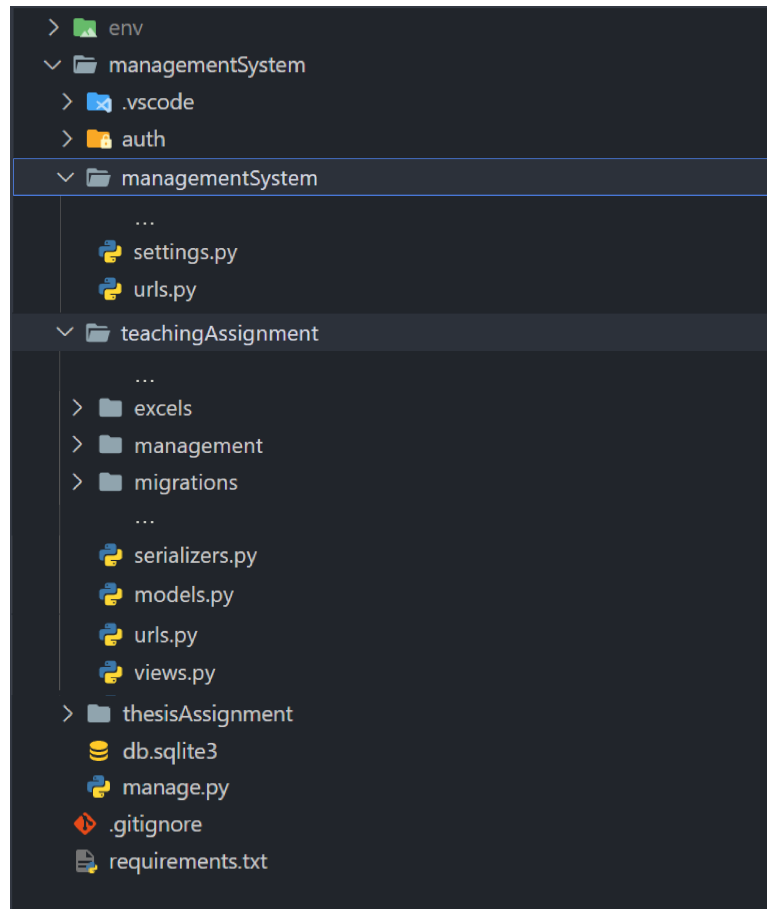 env
managementSystem
.vscode
auth
managementSystem
...
settings.py
urls.py
teachingAssignment
...
excels
management
migrations
...
serializers.py
models.py
urls.py
views.py
thesisAssignment
db.sqlite3
manage.py
.gitignore
requirements.txt